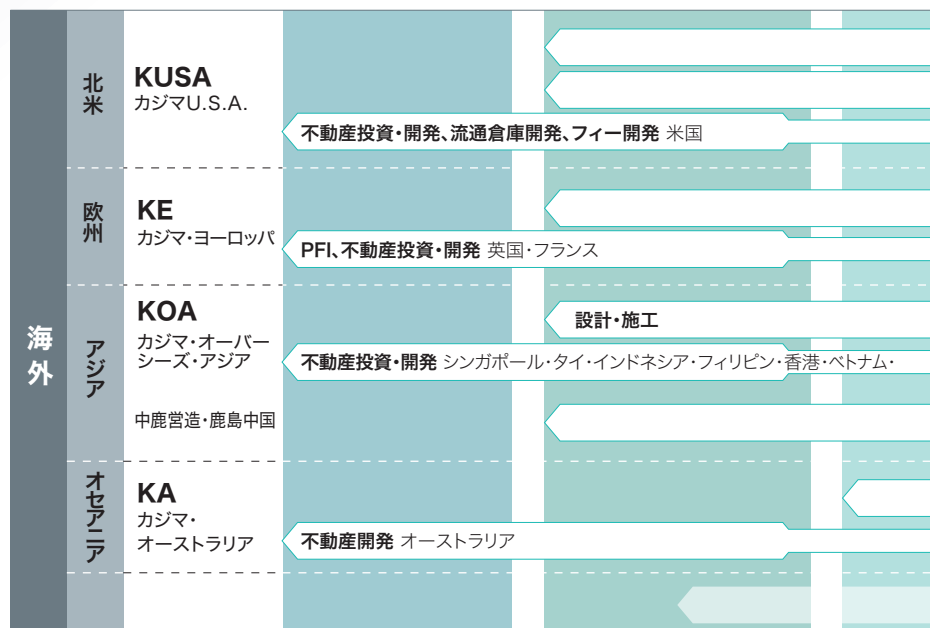 海外
北米
KUSA
カジマU.S.A.
不動産投資・開発、流通倉庫開発、フィー開発 米国
欧州
KE
カジマ・ヨーロッパ
PFI、不動産投資・開発 英国・フランス
アジア
KOA
カジマ・オーバー
シーズ・アジア
設計・施工
不動産投資・開発 シンガポール・タイ・インドネシア・フィリピン・香港・ベトナム・
中鹿営造・鹿島中国
オセアニア
KA
カジマ・
オーストラリア
不動産開発 オーストラリア